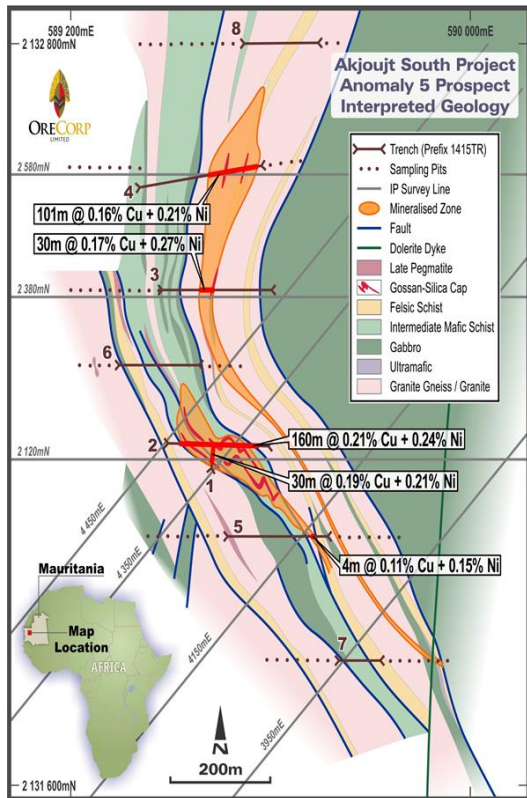 589 200mE
590 000mE
2 132 800mN
8
Akjoujt South Project
Anomaly 5 Prospect
Interpreted Geology
ORECORP
LIMITED
Trench (Prefix 1415TR)
Sampling Pits
IP Survey Line
Mineralised Zone
Fault
Dolerite Dyke
Late Pegmatite
Gossan-Silica Cap
Felsic Schist
Intermediate Mafic Schist
Gabbro
Ultramafic
Granite Gneiss / Granite
2 580mN
4
101m @ 0.16% Cu + 0.21% Ni
30m @ 0.17% Cu + 0.27% Ni
3
2 380mN
6
2
160m @ 0.21% Cu + 0.24% Ni
2 120mN
30m @ 0.19% Cu + 0.21% Ni
1
4 450mE
5
4 350mE
4m @ 0.11% Cu + 0.15% Ni
Mauritania
Map
Location
AFRICA
4150mE
7
3950mE
N
200m
2 131 600mN